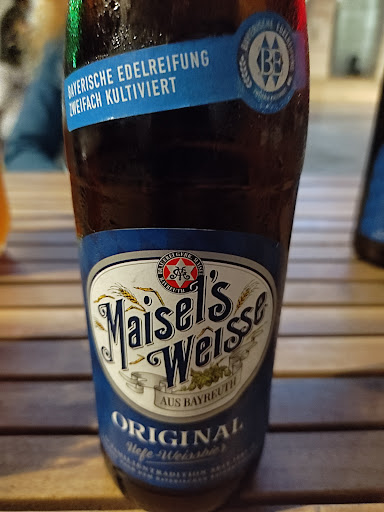 BAYERISCHE EDELREIFUNG
ZWEIFACH KULTIVIERT
Maisel's
Weisse
AUS BAYREUTH
ORIGINAL
Hefe-Weissbier